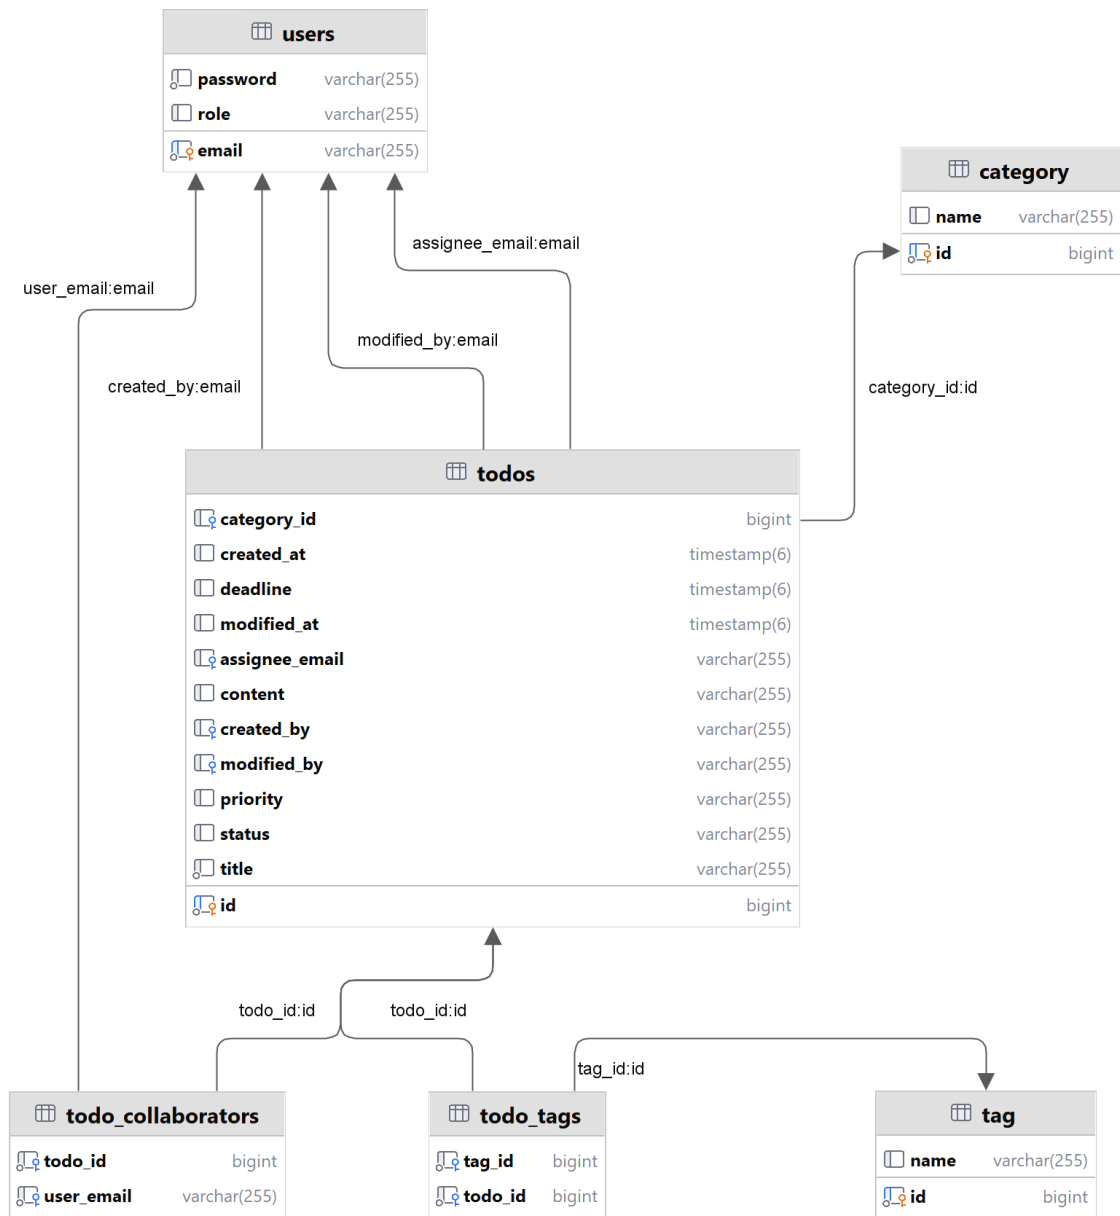 users
password varchar(255)
role varchar(255)
email varchar(255)
category
name varchar(255)
id bigint
assignee_email:email
user_email:email
modified_by:email
created_by:email
category_id:id
todos
category_id bigint
created_at timestamp(6)
deadline timestamp(6)
modified_at timestamp(6)
assignee_email varchar(255)
content varchar(255)
created_by varchar(255)
modified_by varchar(255)
priority varchar(255)
status varchar(255)
title varchar(255)
id bigint
todo_id:id
todo_id:id
tag_id:id
todo_collaborators
todo_id bigint
user_email varchar(255)
todo_tags
tag_id bigint
todo_id bigint
tag
name varchar(255)
id bigint